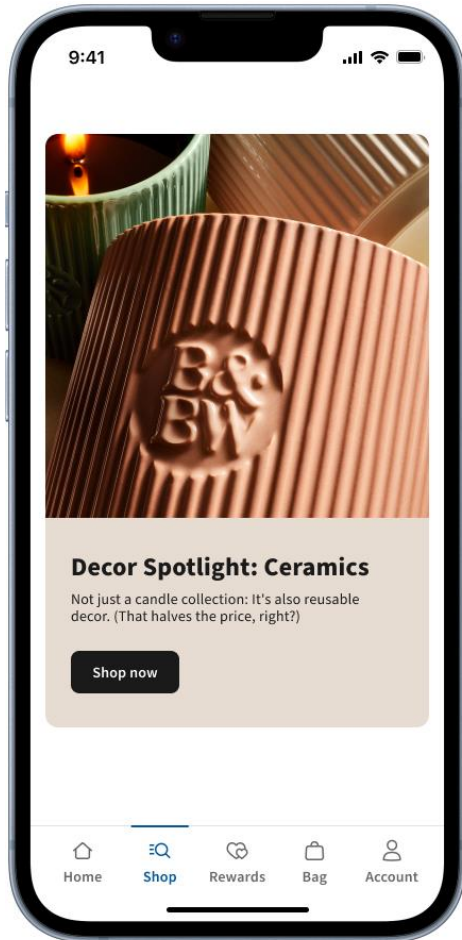 9:41
B&
BW
Decor Spotlight: Ceramics
Not just a candle collection: It's also reusable
decor. (That halves the price, right?)
Shop now
Home Shop Rewards Bag Account